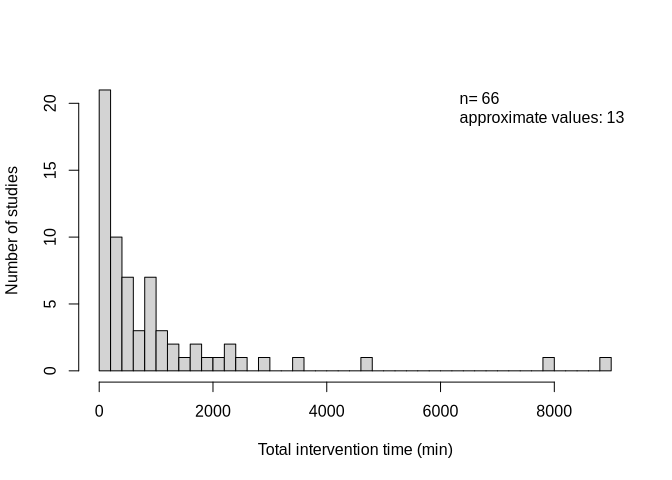 n= 66
approximate values: 13
Number of studies
0
5
10
15
20
0
2000
4000
6000
8000
Total intervention time (min)